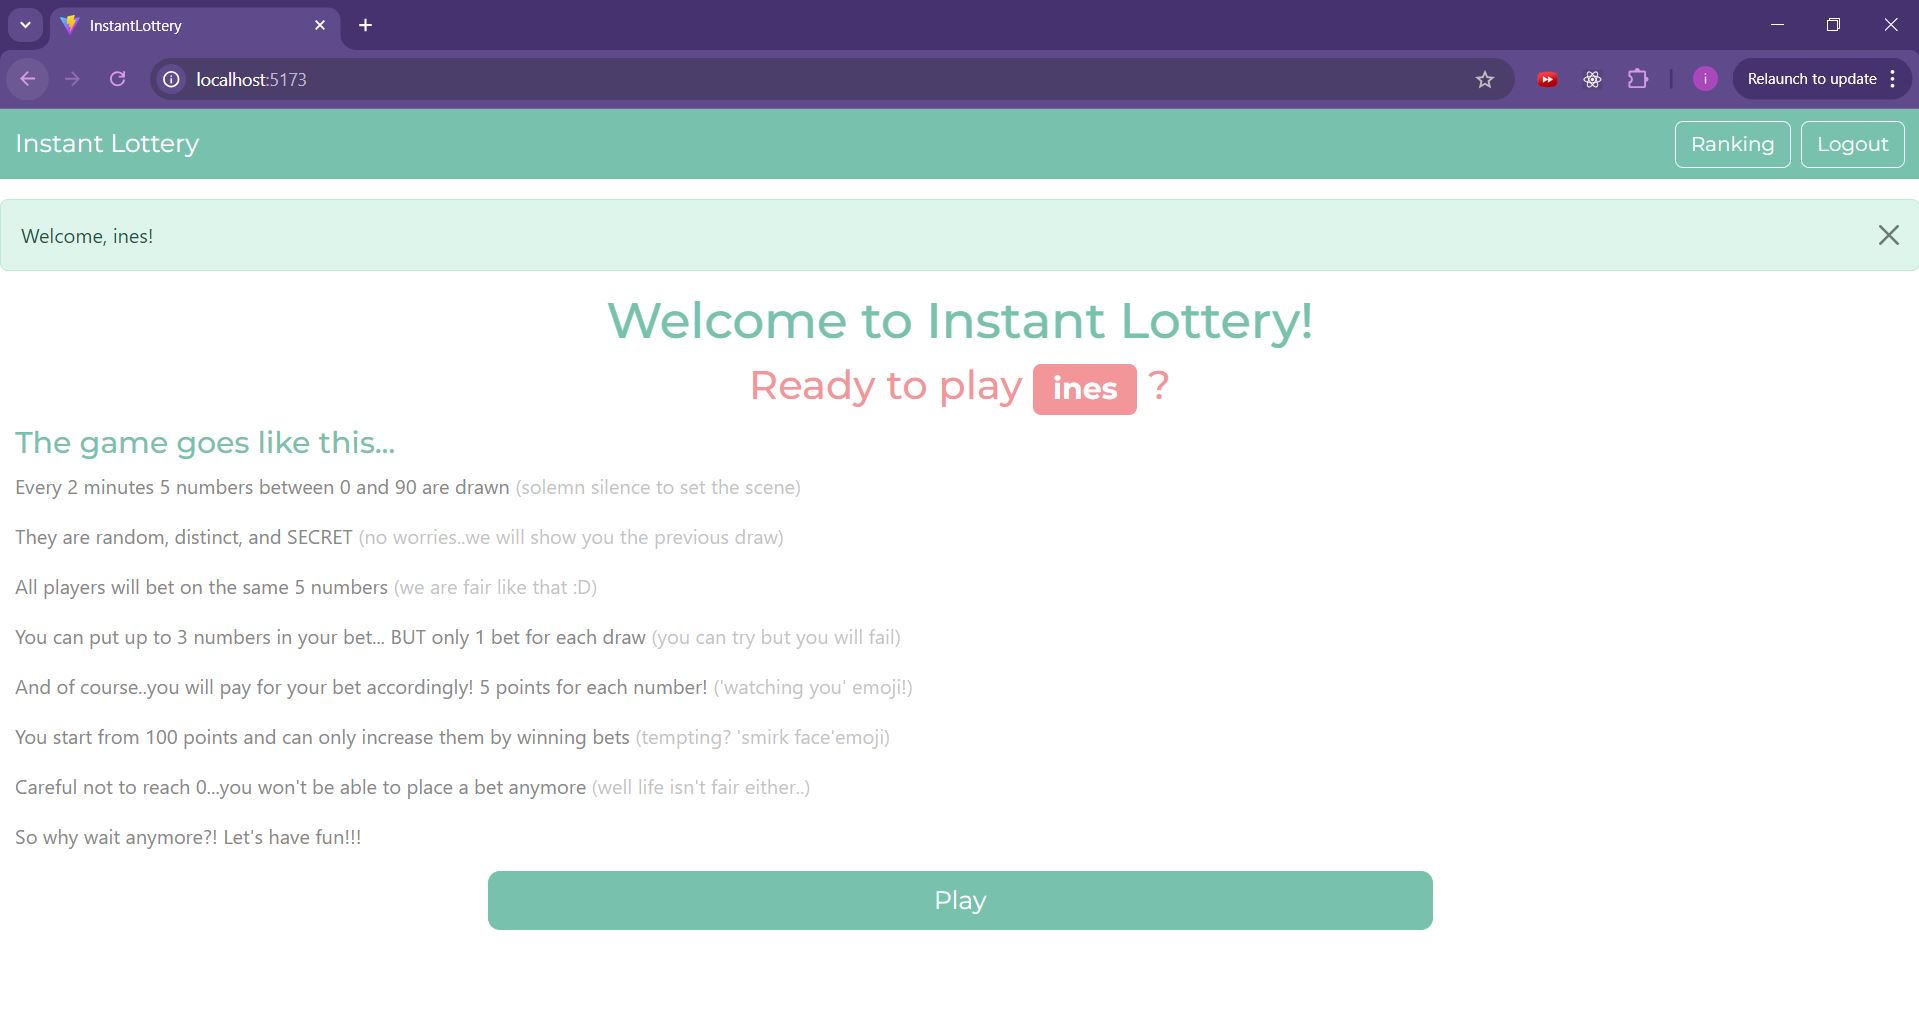 InstantLottery
localhost:5173
i
Relaunch to update
Instant Lottery
Ranking
Logout
Welcome, ines!
Welcome to Instant Lottery!
Ready to play ines ?
The game goes like this...
Every 2 minutes 5 numbers between 0 and 90 are drawn (solemn silence to set the scene)
They are random, distinct, and SECRET (no worries..we will show you the previous draw)
All players will bet on the same 5 numbers (we are fair like that :D)
You can put up to 3 numbers in your bet... BUT only 1 bet for each draw (you can try but you will fail)
And of course..you will pay for your bet accordingly! 5 points for each number! ('watching you' emoji!)
You start from 100 points and can only increase them by winning bets (tempting? 'smirk face'emoji)
Careful not to reach 0...you won't be able to place a bet anymore (well life isn't fair either..)
So why wait anymore?! Let's have fun!!!
Play